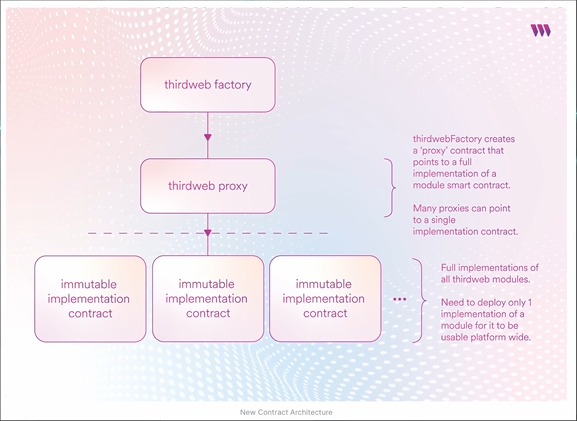 thirdweb factory
thirdweb proxy
thirdwebFactory creates
a 'proxy' contract that
points to a full
implementation of a
module smart contract.
Many proxies can point
to a single
implementation contract.
immutable
implementation
contract
immutable
implementation
contract
immutable
implementation
contract
Full implementations of
all thirdweb modules.
Need to deploy only 1
implementation of a
module for it to be
usable platform wide.
New Contract Architecture